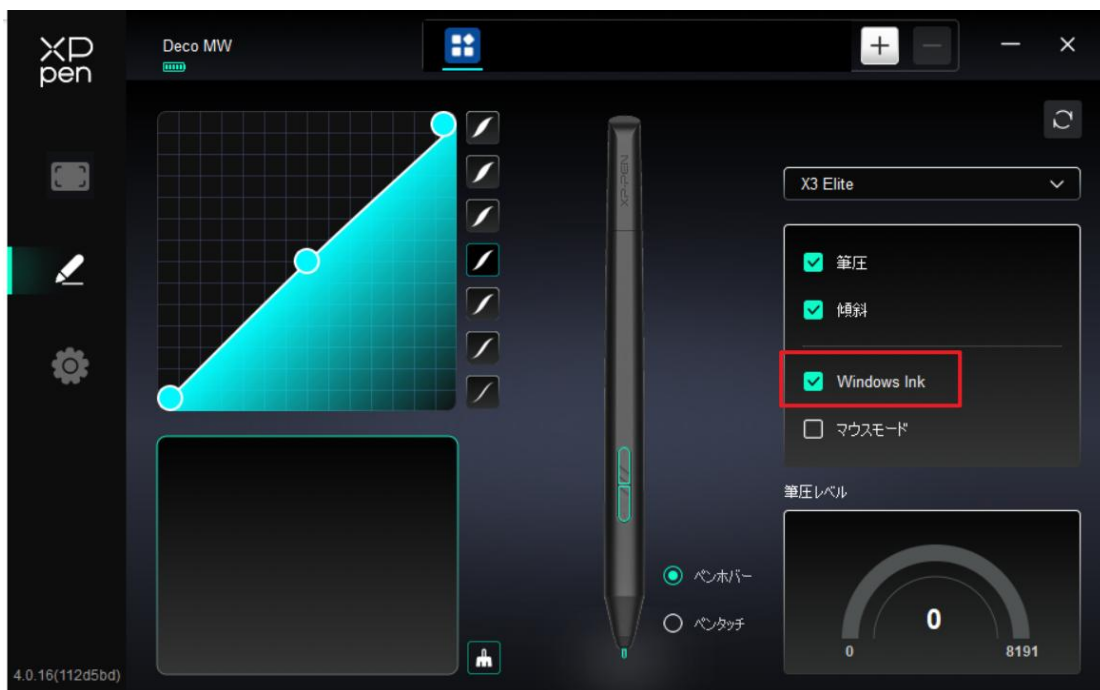 XP
pen
Deco MW
XP-PEN
X3 Elite
筆圧
傾斜
Windows Ink
マウスモード
筆圧レベル
ペンホバー
ペンタッチ
0
0
8191
4.0.16(112d5bd)